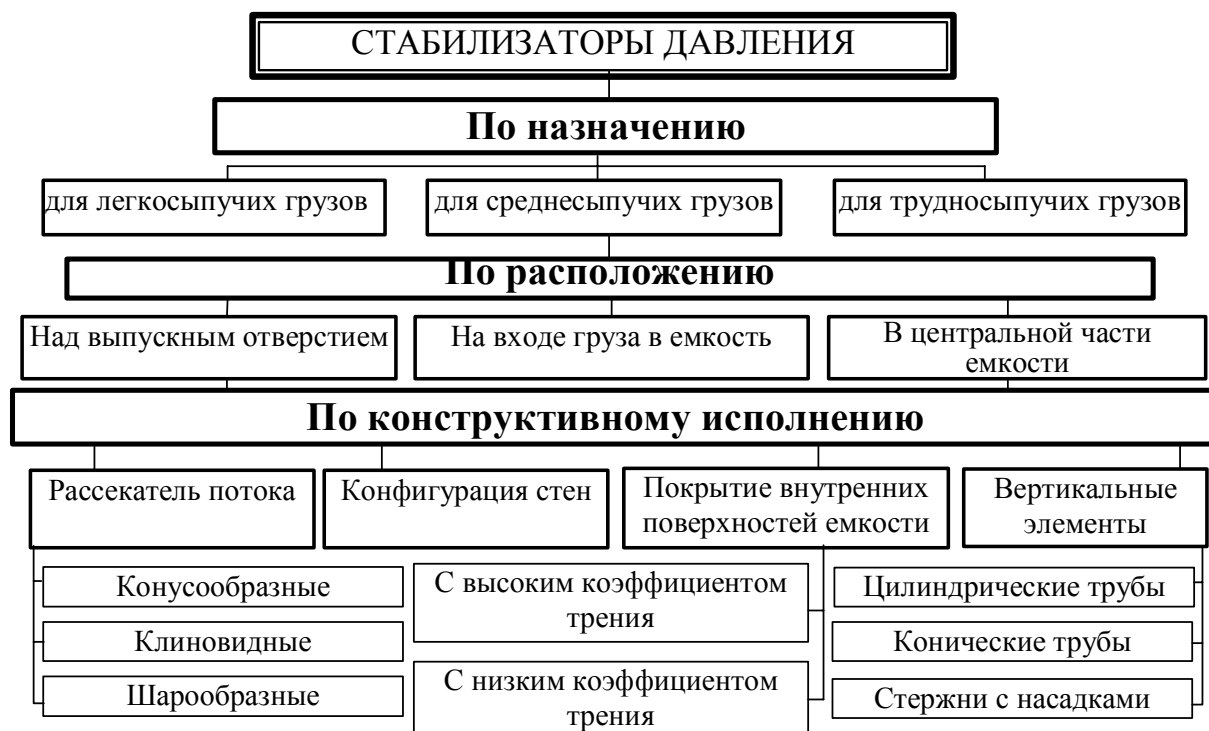 СТАБИЛИЗАТОРЫ ДАВЛЕНИЯ
По назначению
для легкосыпучих грузов
для среднесыпучих грузов
для трудносыпучих грузов
По расположению
Над выпускным отверстием
На входе груза в емкость
В центральной части
емкости
По конструктивному исполнению
Рассекатель потока
Конфигурация стен
Покрытие внутренних
поверхностей емкости
Вертикальные
элементы
Конусообразные
Клиновидные
Шарообразные
С высоким коэффициентом
трения
С низким коэффициентом
трения
Цилиндрические трубы
Конические трубы
Стержни с насадками